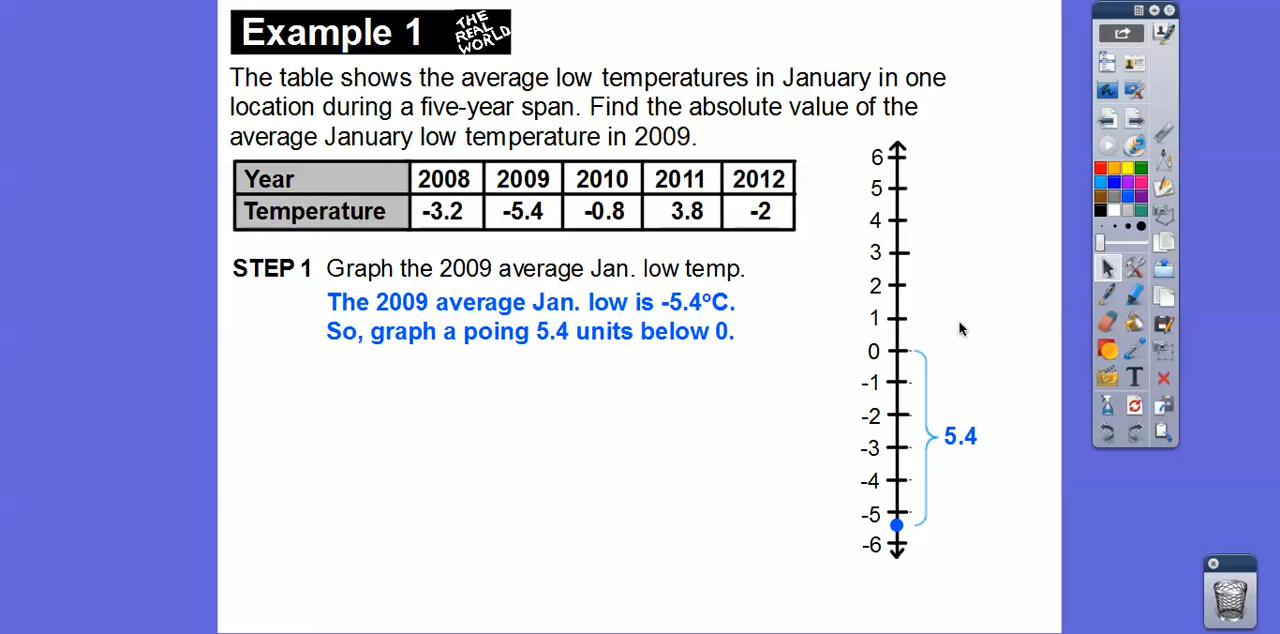 Example 1 THE REAL WORLD
The table shows the average low temperatures in January in one
location during a five-year span. Find the absolute value of the
average January low temperature in 2009.
Year 2008 2009 2010 2011 2012
Temperature -3.2 -5.4 -0.8 3.8 -2
STEP 1 Graph the 2009 average Jan. low temp.
The 2009 average Jan. low is -5.4ºC.
So, graph a poing 5.4 units below 0.
6
5
4
3
2
1
0
-1
-2
-3
-4
-5
-6
5.4
T